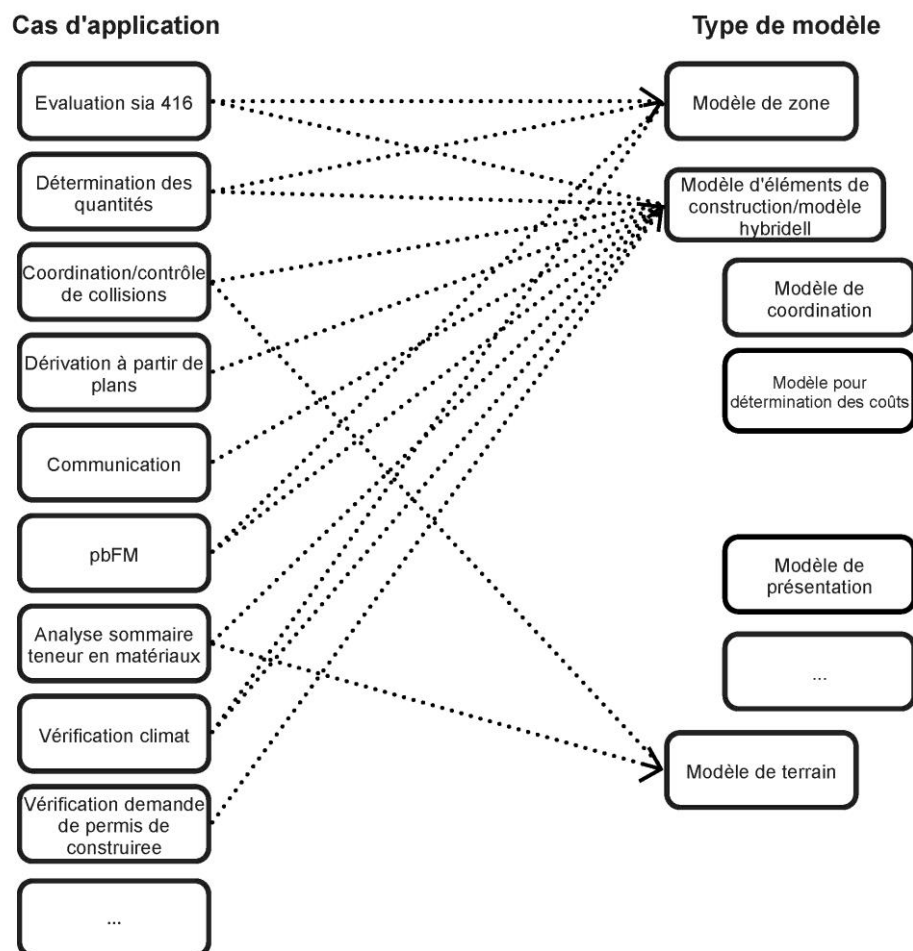 Cas d'application
Type de modèle
Evaluation sia 416
Détermination des
quantités
Coordination/contrôle
de collisions
Dérivation à partir de
plans
Communication
pbFM
Analyse sommaire
teneur en matériaux
Vérification climat
Vérification demande
de permis de
construiree
...
Modèle de zone
Modèle d'éléments de
construction/modèle
hybridell
Modèle de
coordination
Modèle pour
détermination des coûts
Modèle de
présentation
...
Modèle de terrain